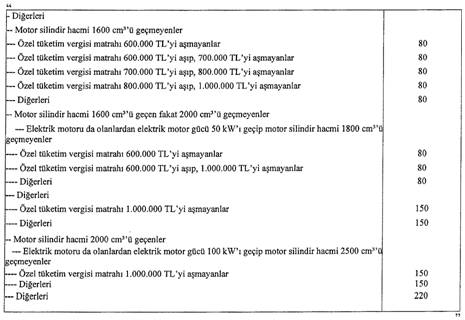 “
- Diğerleri
-- Motor silindir hacmi 1600 cm³'ü geçmeyenler
--- Özel tüketim vergisi matrahı 600.000 TL'yi aşmayanlar 80
--- Özel tüketim vergisi matrahı 600.000 TL'yi aşıp, 700.000 TL'yi aşmayanlar 80
--- Özel tüketim vergisi matrahı 700.000 TL'yi aşıp, 800.000 TL'yi aşmayanlar 80
--- Özel tüketim vergisi matrahı 800.000 TL'yi aşıp, 1.000.000 TL'yi aşmayanlar 80
--- Diğerleri 80
-- Motor silindir hacmi 1600 cm³'ü geçen fakat 2000 cm³'ü geçmeyenler
--- Elektrik motoru da olanlardan elektrik motor gücü 50 kW'ı geçip motor silindir hacmi 1800 cm³'ü
geçmeyenler
---- Özel tüketim vergisi matrahı 600.000 TL'yi aşmayanlar 80
---- Özel tüketim vergisi matrahı 600.000 TL'yi aşıp, 1.000.000 TL'yi aşmayanlar 80
---- Diğerleri 80
--- Diğerleri
---- Özel tüketim vergisi matrahı 1.000.000 TL'yi aşmayanlar 150
---- Diğerleri 150
-- Motor silindir hacmi 2000 cm³'ü geçenler
--- Elektrik motoru da olanlardan elektrik motor gücü 100 kW'ı geçip motor silindir hacmi 2500 cm³'ü
geçmeyenler
---- Özel tüketim vergisi matrahı 1.000.000 TL'yi aşmayanlar 150
---- Diğerleri 150
--- Diğerleri 220
”